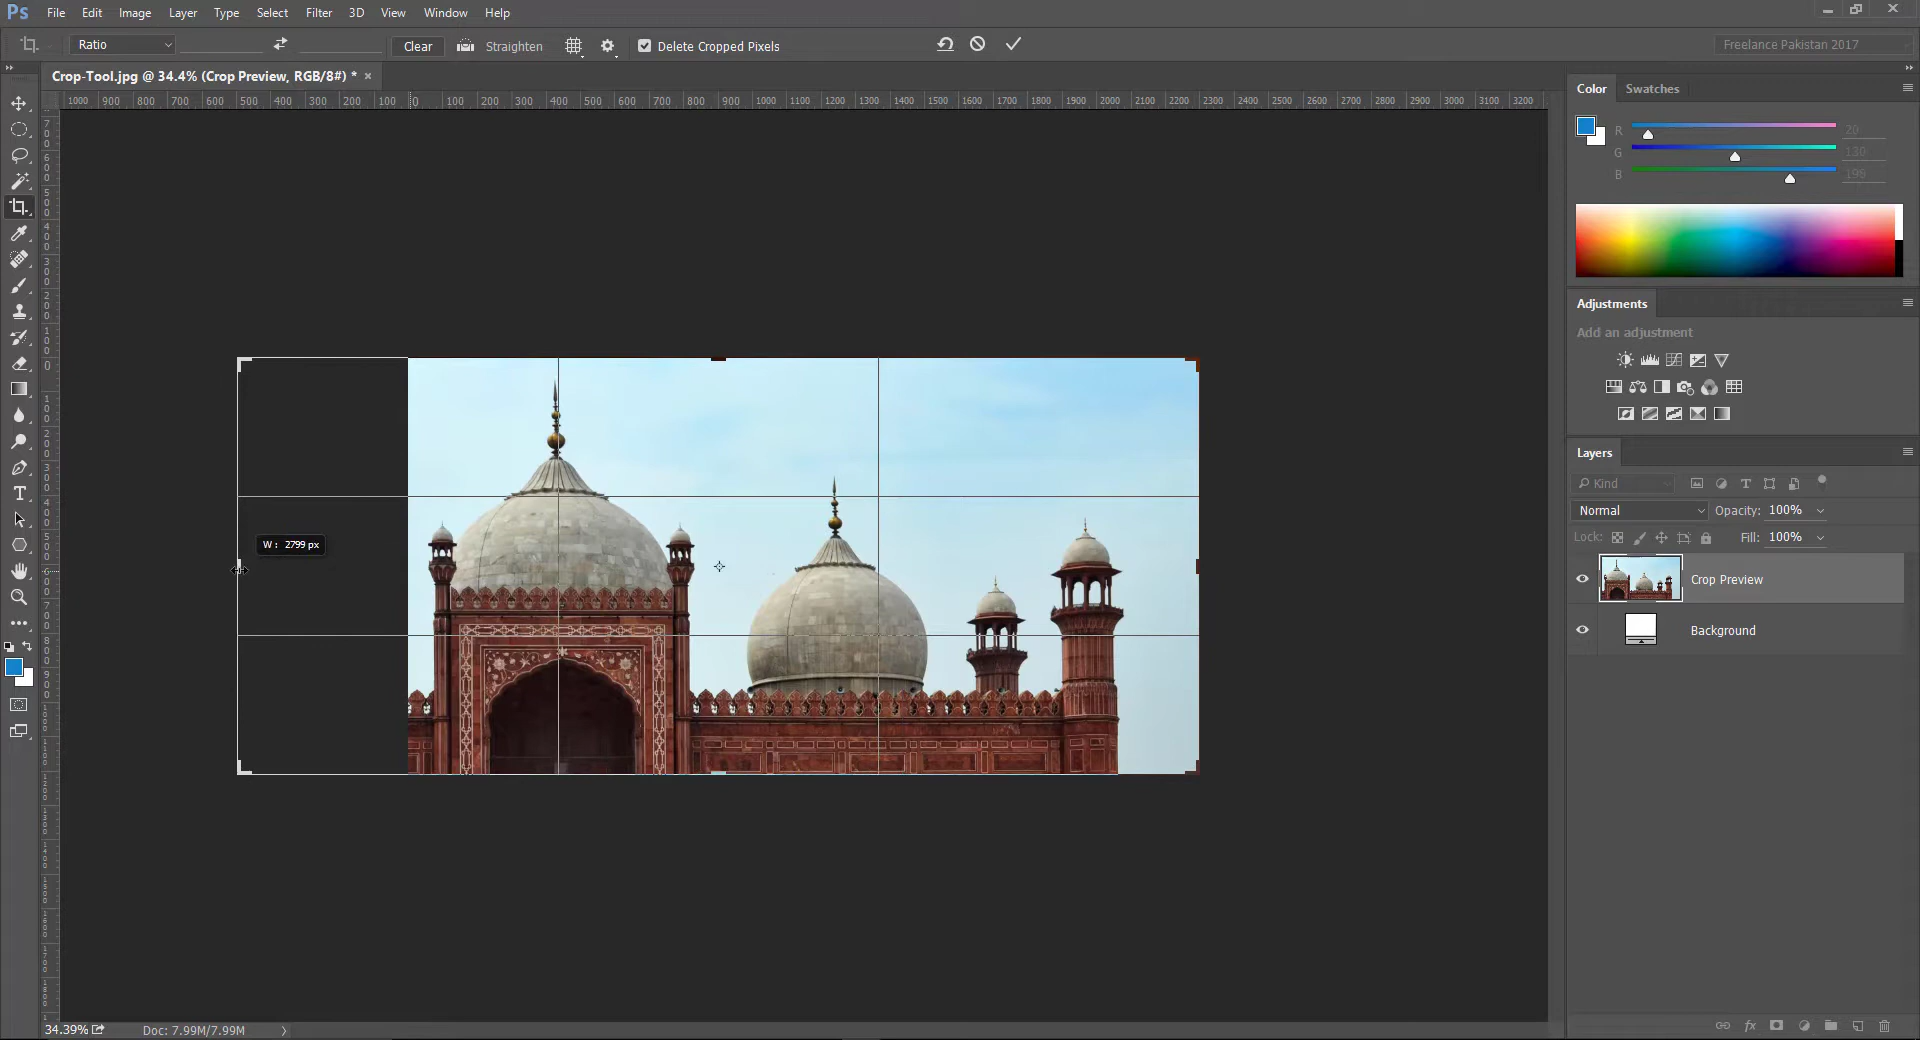 Ps File Edit Image Layer Type Select Filter 3D View Window Help
Ratio Clear Straighten Delete Cropped Pixels Freelance Pakistan 2017
Crop-Tool.jpg @ 34.4% (Crop Preview, RGB/8#) * ×
1000 900 800 700 600 500 400 300 200 100 0 100 200 300 400 500 600 700 800 900 1000 1100 1200 1300 1400 1500 1600 1700 1800 1900 2000 2100 2200 2300 2400 2500 2600 2700 2800 2900 3000 3100 3200
Color Swatches
R 20
G 130
B 198
Adjustments
Add an adjustment
Layers
Kind
Normal Opacity: 100%
Lock: Fill: 100%
Crop Preview
Background
W : 2799 px
34.39% Doc: 7.99M/7.99M